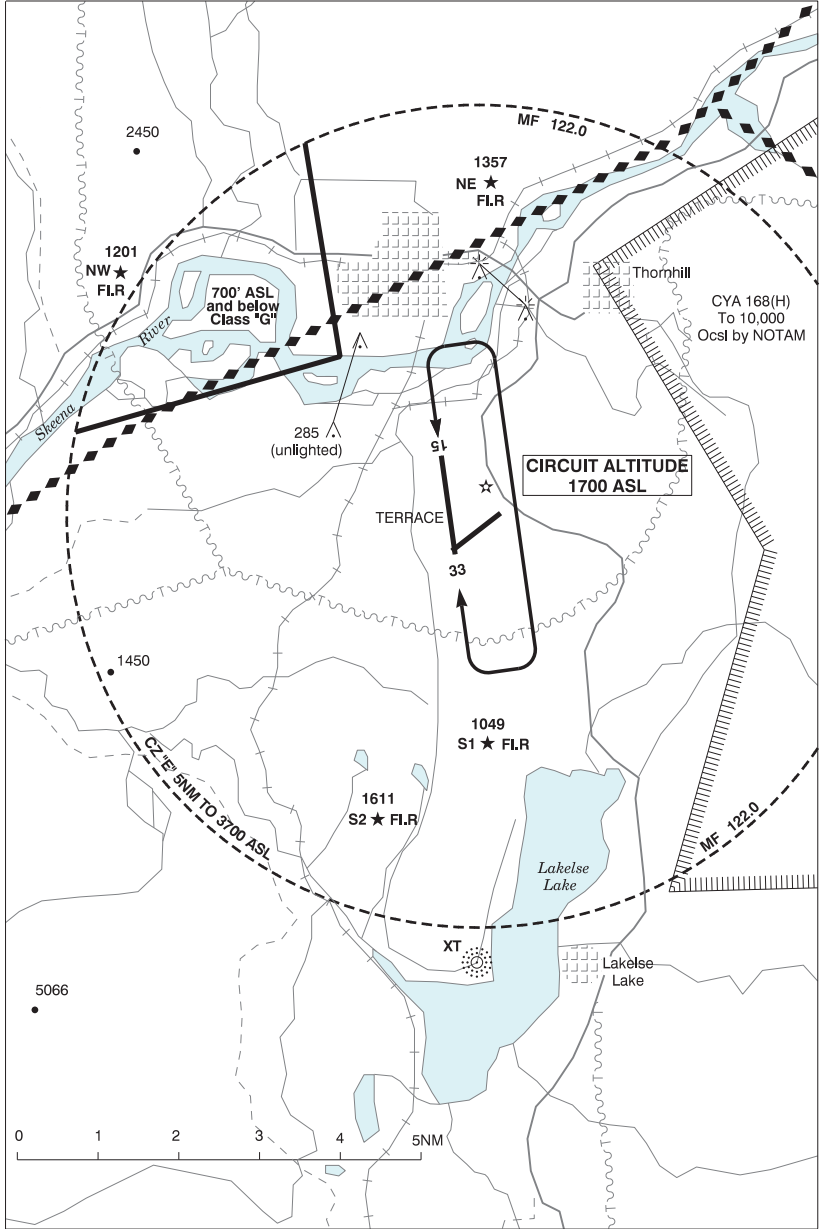 MF 122.0
2450
1357
NE
Fl.R
1201
NW
Fl.R
700' ASL
and below
Class "G"
River
Skeena
Thornhill
CYA 168(H)
To 10,000
Ocsl by NOTAM
285
(unlighted)
15
CIRCUIT ALTITUDE
1700 ASL
TERRACE
33
1450
1049
S1 Fl.R
CZ "E" 5NM TO 3700 ASL
1611
S2 Fl.R
MF 122.0
Lakelse
Lake
XT
Lakelse
Lake
5066
0 1 2 3 4 5NM